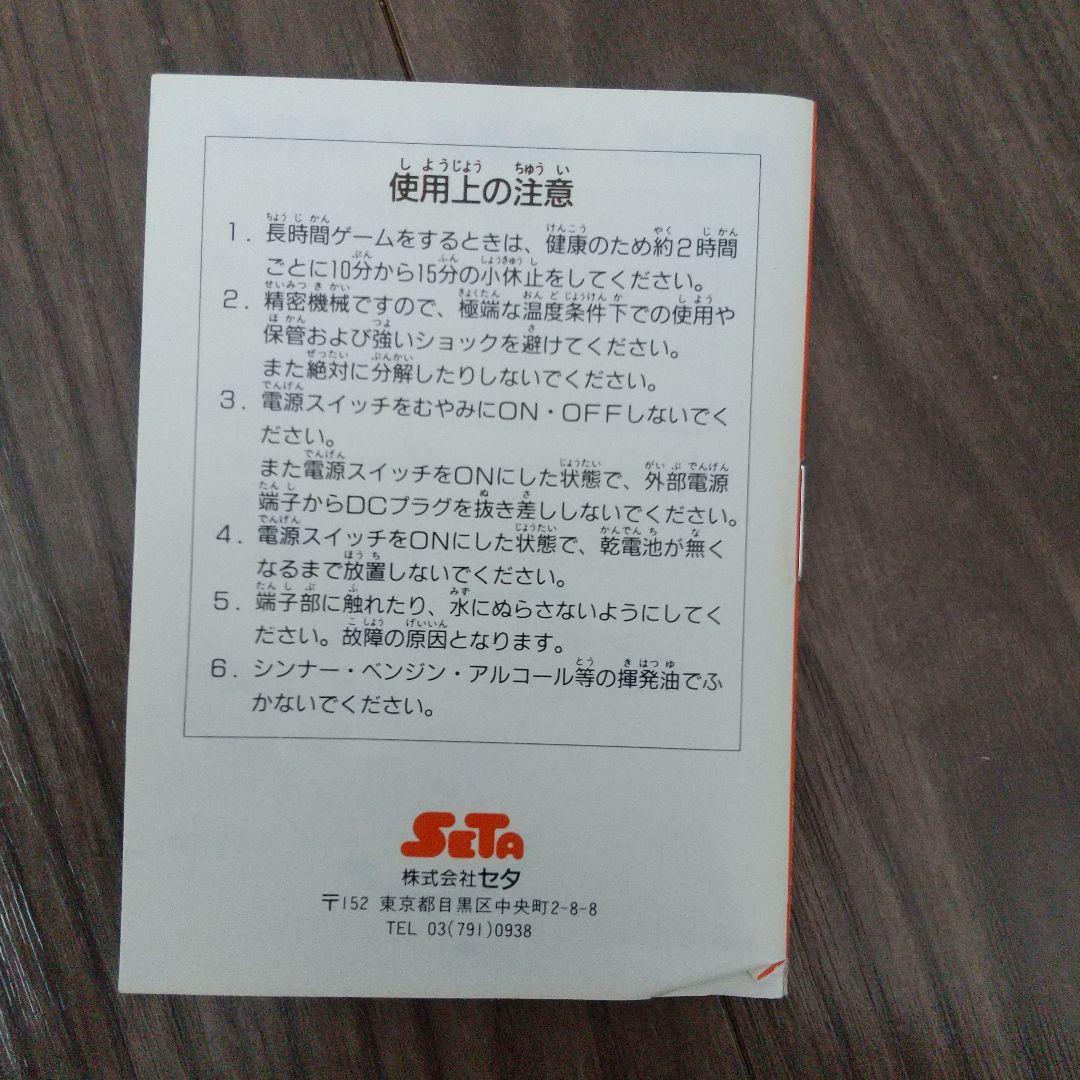 使用上の注意
1. 長時間ゲームをするときは、健康のため約2時間
ごとに10分から15分の小休止をしてください。
2. 精密機械ですので、極端な温度条件下での使用や
保管および強いショックを避けてください。
また絶対に分解したりしないでください。
3. 電源スイッチをむやみにON・OFFしないでく
ださい。
また電源スイッチをONにした状態で、外部電源
端子からDCプラグを抜き差ししないでください。
4. 電源スイッチをONにした状態で、乾電池が無く
なるまで放置しないでください。
5. 端子部に触れたり、水にぬらさないようにしてく
ださい。故障の原因となります。
6. シンナー・ベンジン・アルコール等の揮発油でふ
かないでください。
SETA
株式会社セタ
〒152 東京都目黒区中央町2-8-8
TEL 03(791)0938